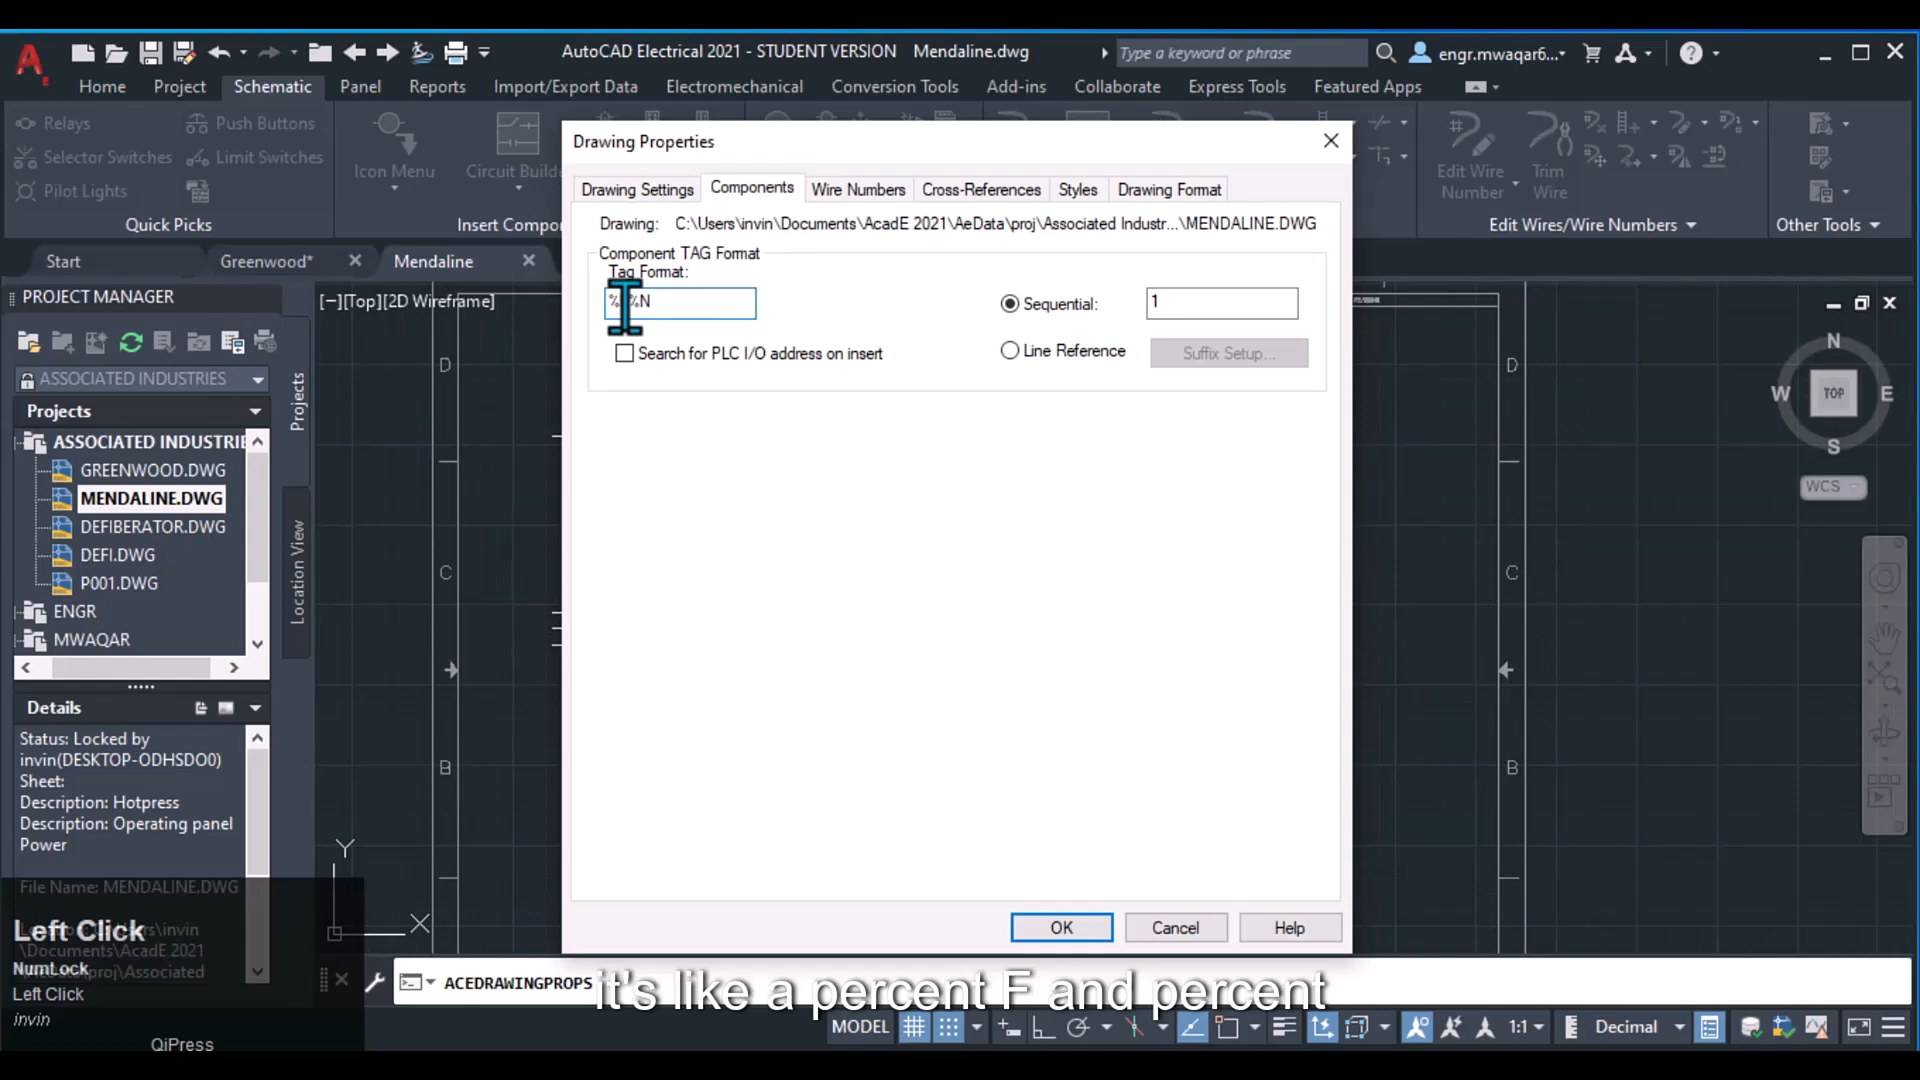 AutoCAD Electrical 2021 - STUDENT VERSION Mendaline.dwg
Type a keyword or phrase
engr.mwaqar6...
Home Project Schematic Panel Reports Import/Export Data Electromechanical Conversion Tools Add-ins Collaborate Express Tools Featured Apps
Relays Push Buttons
Selector Switches Limit Switches
Pilot Lights
Quick Picks
Icon Menu
Insert Compo
Edit Wire Number
Trim Wire
Edit Wires/Wire Numbers
Other Tools
Start Greenwood* Mendaline
PROJECT MANAGER
ASSOCIATED INDUSTRIES
Projects
ASSOCIATED INDUSTRIE
GREENWOOD.DWG
MENDALINE.DWG
DEFIBERATOR.DWG
DEFI.DWG
P001.DWG
ENGR
MWAQAR
Projects
Location View
Details
Status: Locked by
invin(DESKTOP-ODHSDO0)
Sheet:
Description: Hotpress
Description: Operating panel
Power
File Name: MENDALINE.DWG
\Documents\AcadE 2021
Left Click
NumLock
Left Click
invin
QiPress
[−][Top][2D Wireframe]
D
C
B
Y
X
D
C
B
N
W TOP E
S
WCS
Drawing Properties
Drawing Settings Components Wire Numbers Cross-References Styles Drawing Format
Drawing: C:\Users\invin\Documents\AcadE 2021\AeData\proj\Associated Industr...\MENDALINE.DWG
Component TAG Format
Tag Format:
%N
Sequential: 1
Search for PLC I/O address on insert
Line Reference Suffix Setup...
OK Cancel Help
ACEDRAWINGPROPS
it's like a percent F and percent
MODEL 1:1 Decimal